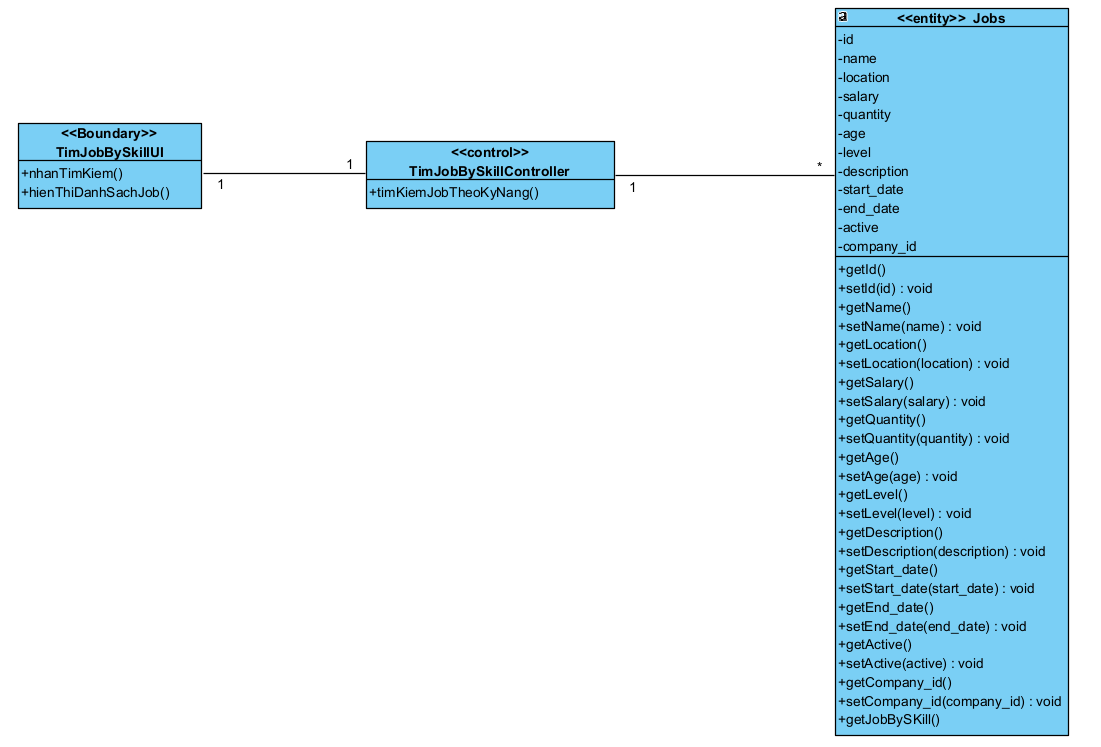 <<Boundary>>
TimJobBySkillUI
+nhanTimKiem()
+hienThiDanhSachJob()
1
1
<<control>>
TimJobBySkillController
+timKiemJobTheoKyNang()
1
*
a
<<entity>> Jobs
-id
-name
-location
-salary
-quantity
-age
-level
-description
-start_date
-end_date
-active
-company_id
+getId()
+setId(id) : void
+getName()
+setName(name) : void
+getLocation()
+setLocation(location) : void
+getSalary()
+setSalary(salary) : void
+getQuantity()
+setQuantity(quantity) : void
+getAge()
+setAge(age) : void
+getLevel()
+setLevel(level) : void
+getDescription()
+setDescription(description) : void
+getStart_date()
+setStart_date(start_date) : void
+getEnd_date()
+setEnd_date(end_date) : void
+getActive()
+setActive(active) : void
+getCompany_id()
+setCompany_id(company_id) : void
+getJobBySKill()